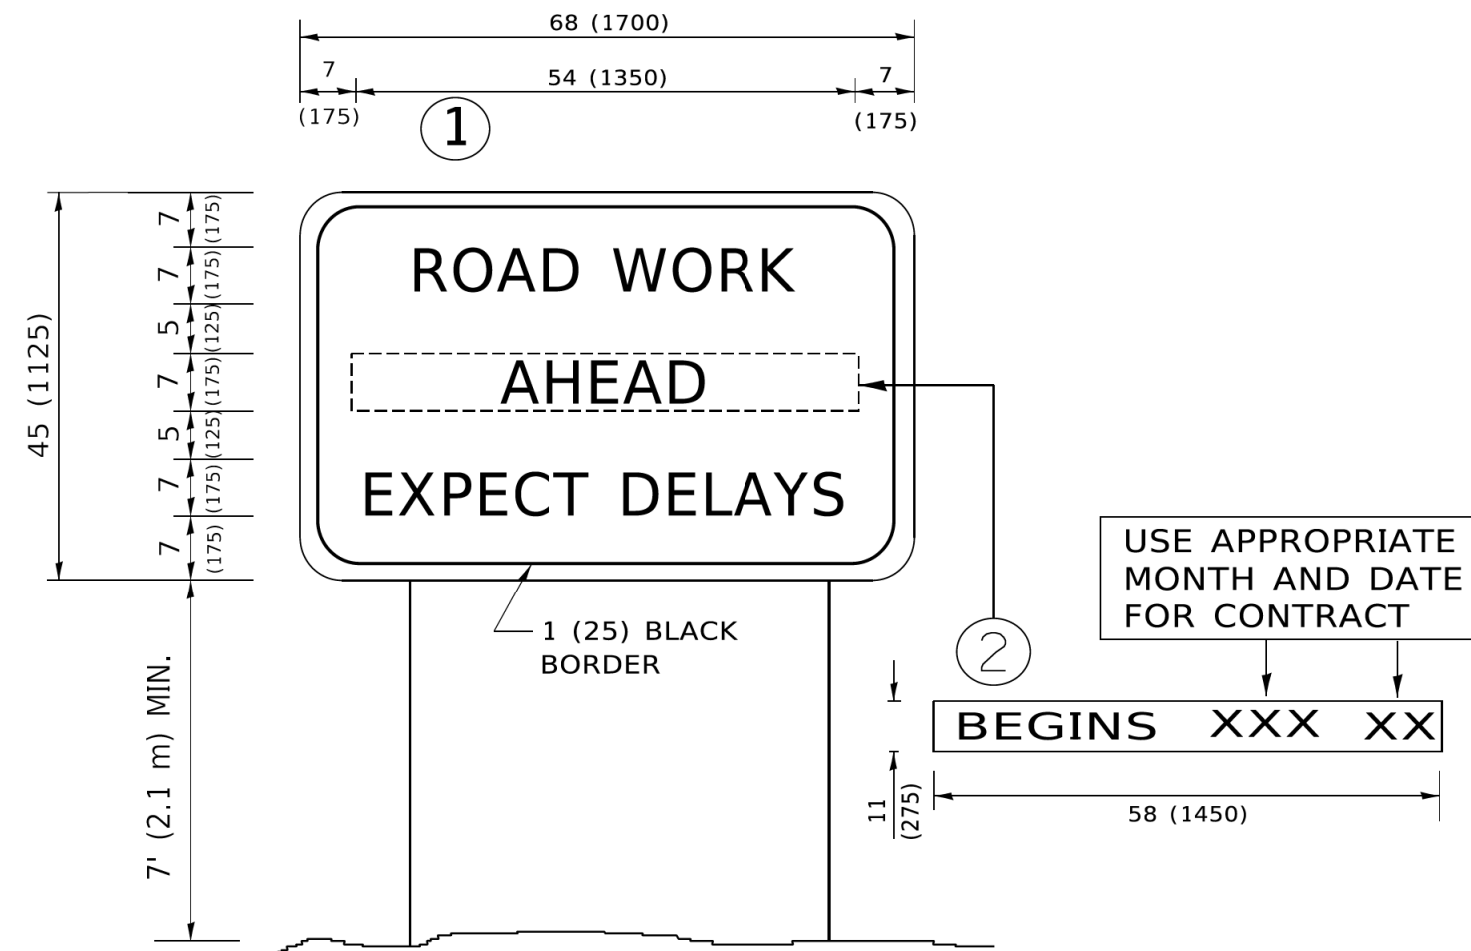 68 (1700)
7
54 (1350)
7
(175)
(175)
1
7
(175)
7
(175)
5
(125)
7
(175)
5
(125)
7
(175)
7
(175)
45 (1125)
ROAD WORK
AHEAD
EXPECT DELAYS
1 (25) BLACK
BORDER
7' (2.1 m) MIN.
2
USE APPROPRIATE
MONTH AND DATE
FOR CONTRACT
BEGINS XXX XX
11
(275)
58 (1450)